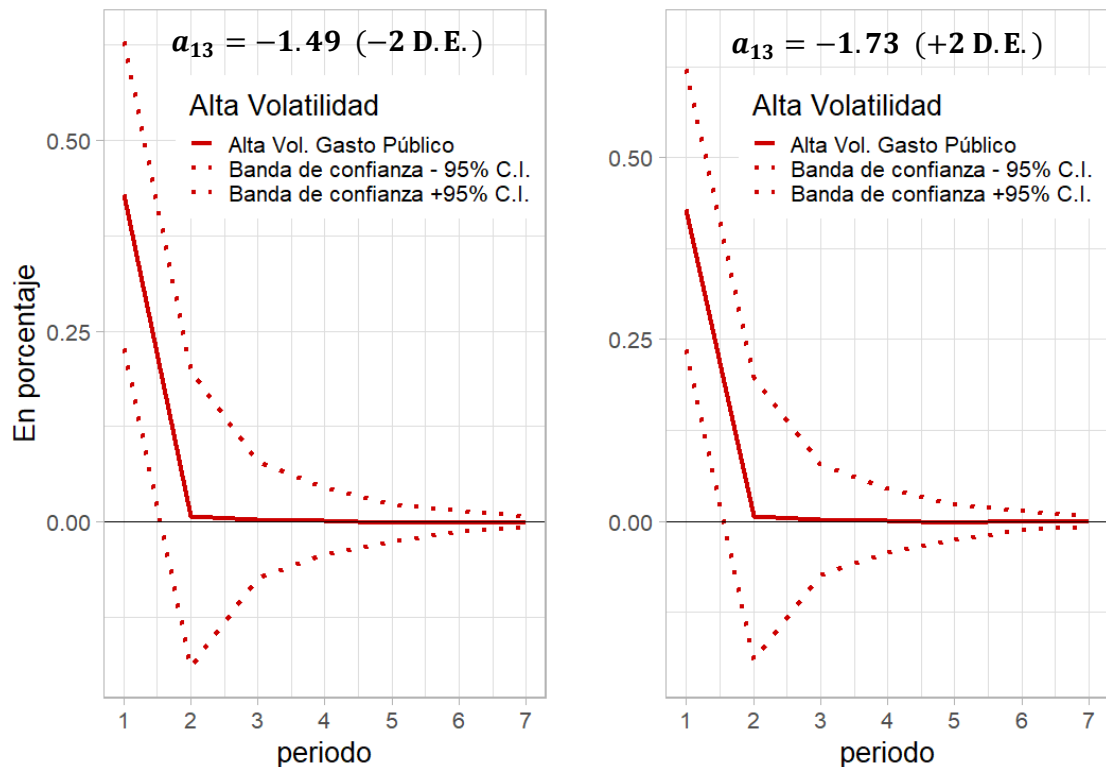 a₁₃ = −1.49 (−2 D.E.)
Alta Volatilidad
Alta Vol. Gasto Público
Banda de confianza - 95% C.I.
Banda de confianza +95% C.I.
En porcentaje
0.50
0.25
0.00
1 2 3 4 5 6 7
periodo
a₁₃ = −1.73 (+2 D.E.)
Alta Volatilidad
Alta Vol. Gasto Público
Banda de confianza - 95% C.I.
Banda de confianza +95% C.I.
0.50
0.25
0.00
1 2 3 4 5 6 7
periodo